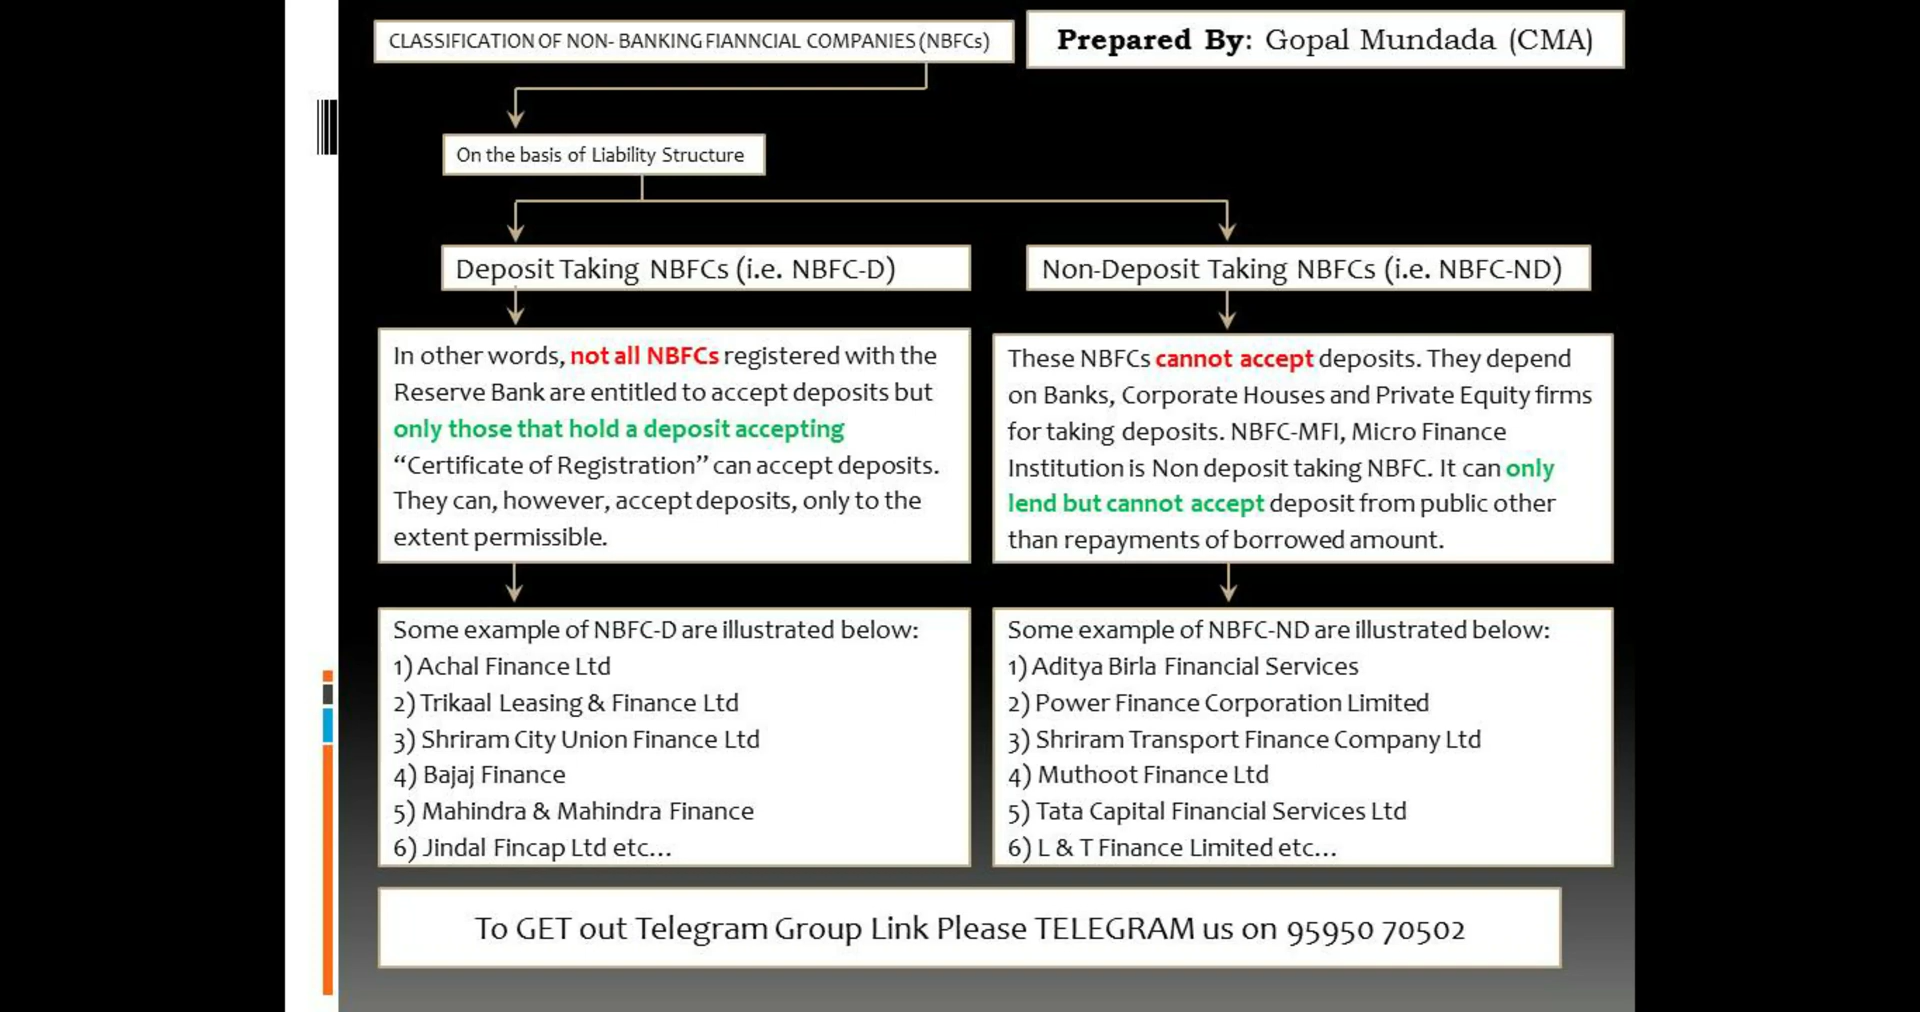 CLASSIFICATION OF NON- BANKING FIANNCIAL COMPANIES (NBFCs)
Prepared By: Gopal Mundada (CMA)
On the basis of Liability Structure
Deposit Taking NBFCs (i.e. NBFC-D)
Non-Deposit Taking NBFCs (i.e. NBFC-ND)
In other words, not all NBFCs registered with the
Reserve Bank are entitled to accept deposits but
only those that hold a deposit accepting
“Certificate of Registration” can accept deposits.
They can, however, accept deposits, only to the
extent permissible.
These NBFCs cannot accept deposits. They depend
on Banks, Corporate Houses and Private Equity firms
for taking deposits. NBFC-MFI, Micro Finance
Institution is Non deposit taking NBFC. It can only
lend but cannot accept deposit from public other
than repayments of borrowed amount.
Some example of NBFC-D are illustrated below:
1) Achal Finance Ltd
2) Trikaal Leasing & Finance Ltd
3) Shriram City Union Finance Ltd
4) Bajaj Finance
5) Mahindra & Mahindra Finance
6) Jindal Fincap Ltd etc...
Some example of NBFC-ND are illustrated below:
1) Aditya Birla Financial Services
2) Power Finance Corporation Limited
3) Shriram Transport Finance Company Ltd
4) Muthoot Finance Ltd
5) Tata Capital Financial Services Ltd
6) L & T Finance Limited etc...
To GET out Telegram Group Link Please TELEGRAM us on 95950 70502